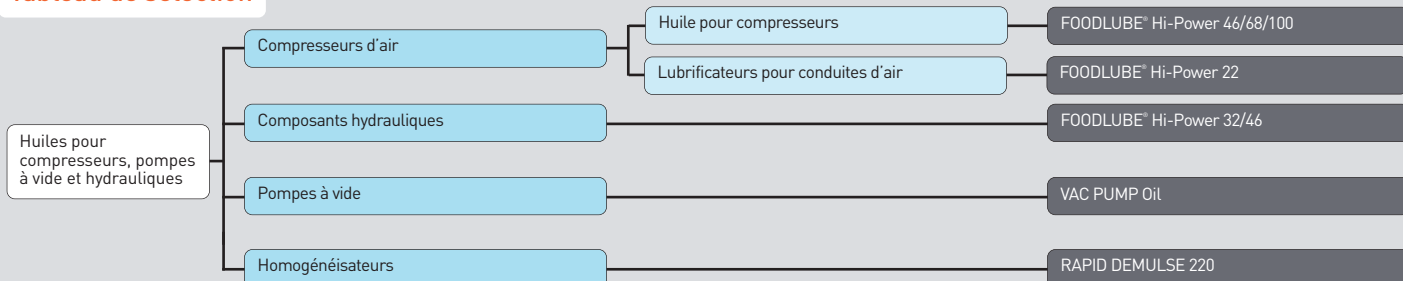 Tableau de Sélection
Huiles pour
compresseurs, pompes
à vide et hydrauliques
Compresseurs d'air
Huile pour compresseurs
FOODLUBE® Hi-Power 46/68/100
Lubrificateurs pour conduites d'air
FOODLUBE® Hi-Power 22
Composants hydrauliques
FOODLUBE® Hi-Power 32/46
Pompes à vide
VAC PUMP Oil
Homogénéisateurs
RAPID DEMULSE 220